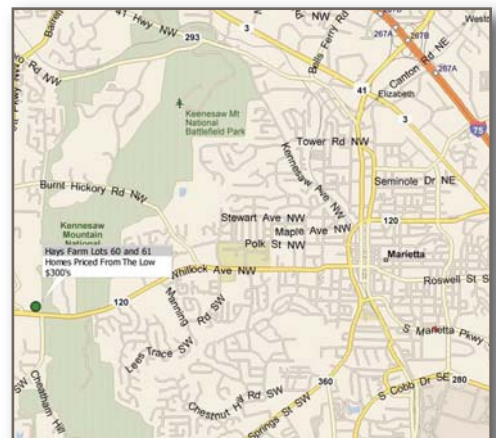 41 Hwy NW
293
3
Bells Ferry Rd
267A
267B
267A
Canton Rd NE
41
Elizabeth
3
75
Rd NW
Keenesaw Mt
National
Battlefield Park
Tower Rd NW
Kennesaw Ave NW
Seminole Dr NE
Burnt Hickory Rd NW
Stewart Ave NW
Maple Ave NW
Polk St NW
120
Kennesaw
Mountain
National
Marietta
Hays Farm Lots 60 and 61
Homes Priced From The Low
$300's
Whillock Ave NW
Roswell St S
120
Manning Rd SW
S Marietta Pkwy
Lees Trace SW
360
280
S Cobb Dr SE
SW
Cheatham Hill
Chestnut Hill Rd SW
Springs St SW